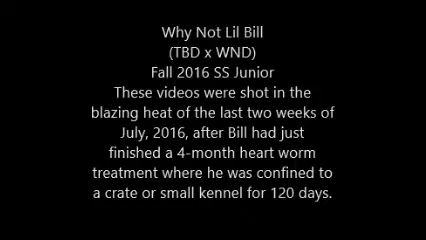 Why Not Lil Bill
(TBD x WND)
Fall 2016 SS Junior
These videos were shot in the
blazing heat of the last two weeks of
July, 2016, after Bill had just
finished a 4-month heart worm
treatment where he was confined to
a crate or small kennel for 120 days.